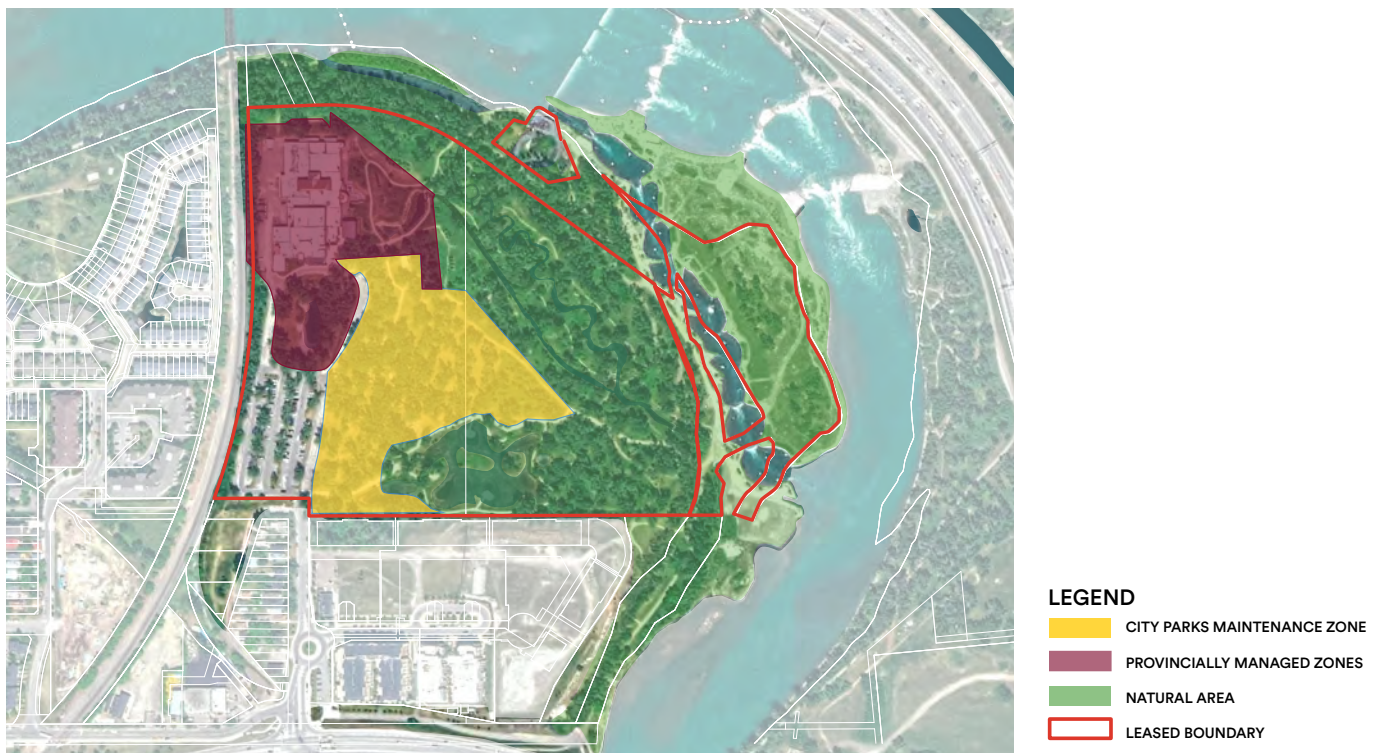 LEGEND
CITY PARKS MAINTENANCE ZONE
PROVINCIALLY MANAGED ZONES
NATURAL AREA
LEASED BOUNDARY